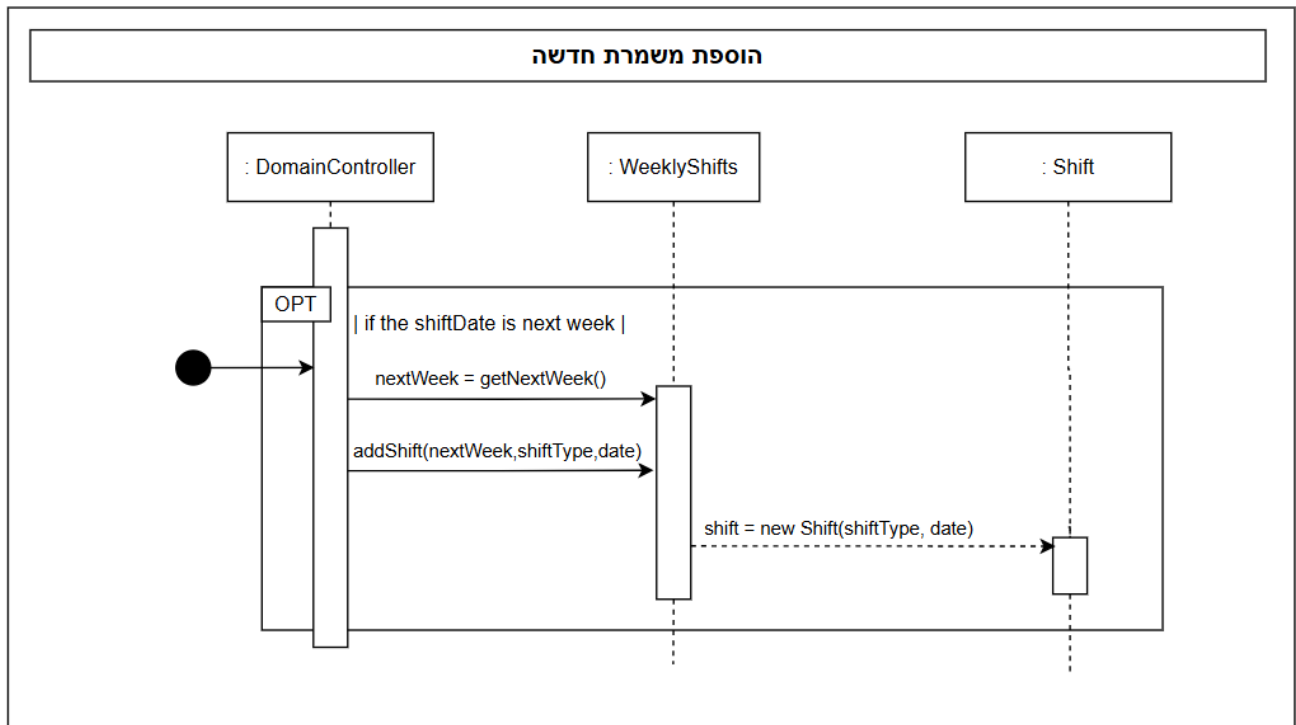 הוספת משמרת חדשה
: DomainController
: WeeklyShifts
: Shift
OPT
| if the shiftDate is next week |
nextWeek = getNextWeek()
addShift(nextWeek,shiftType,date)
shift = new Shift(shiftType, date)